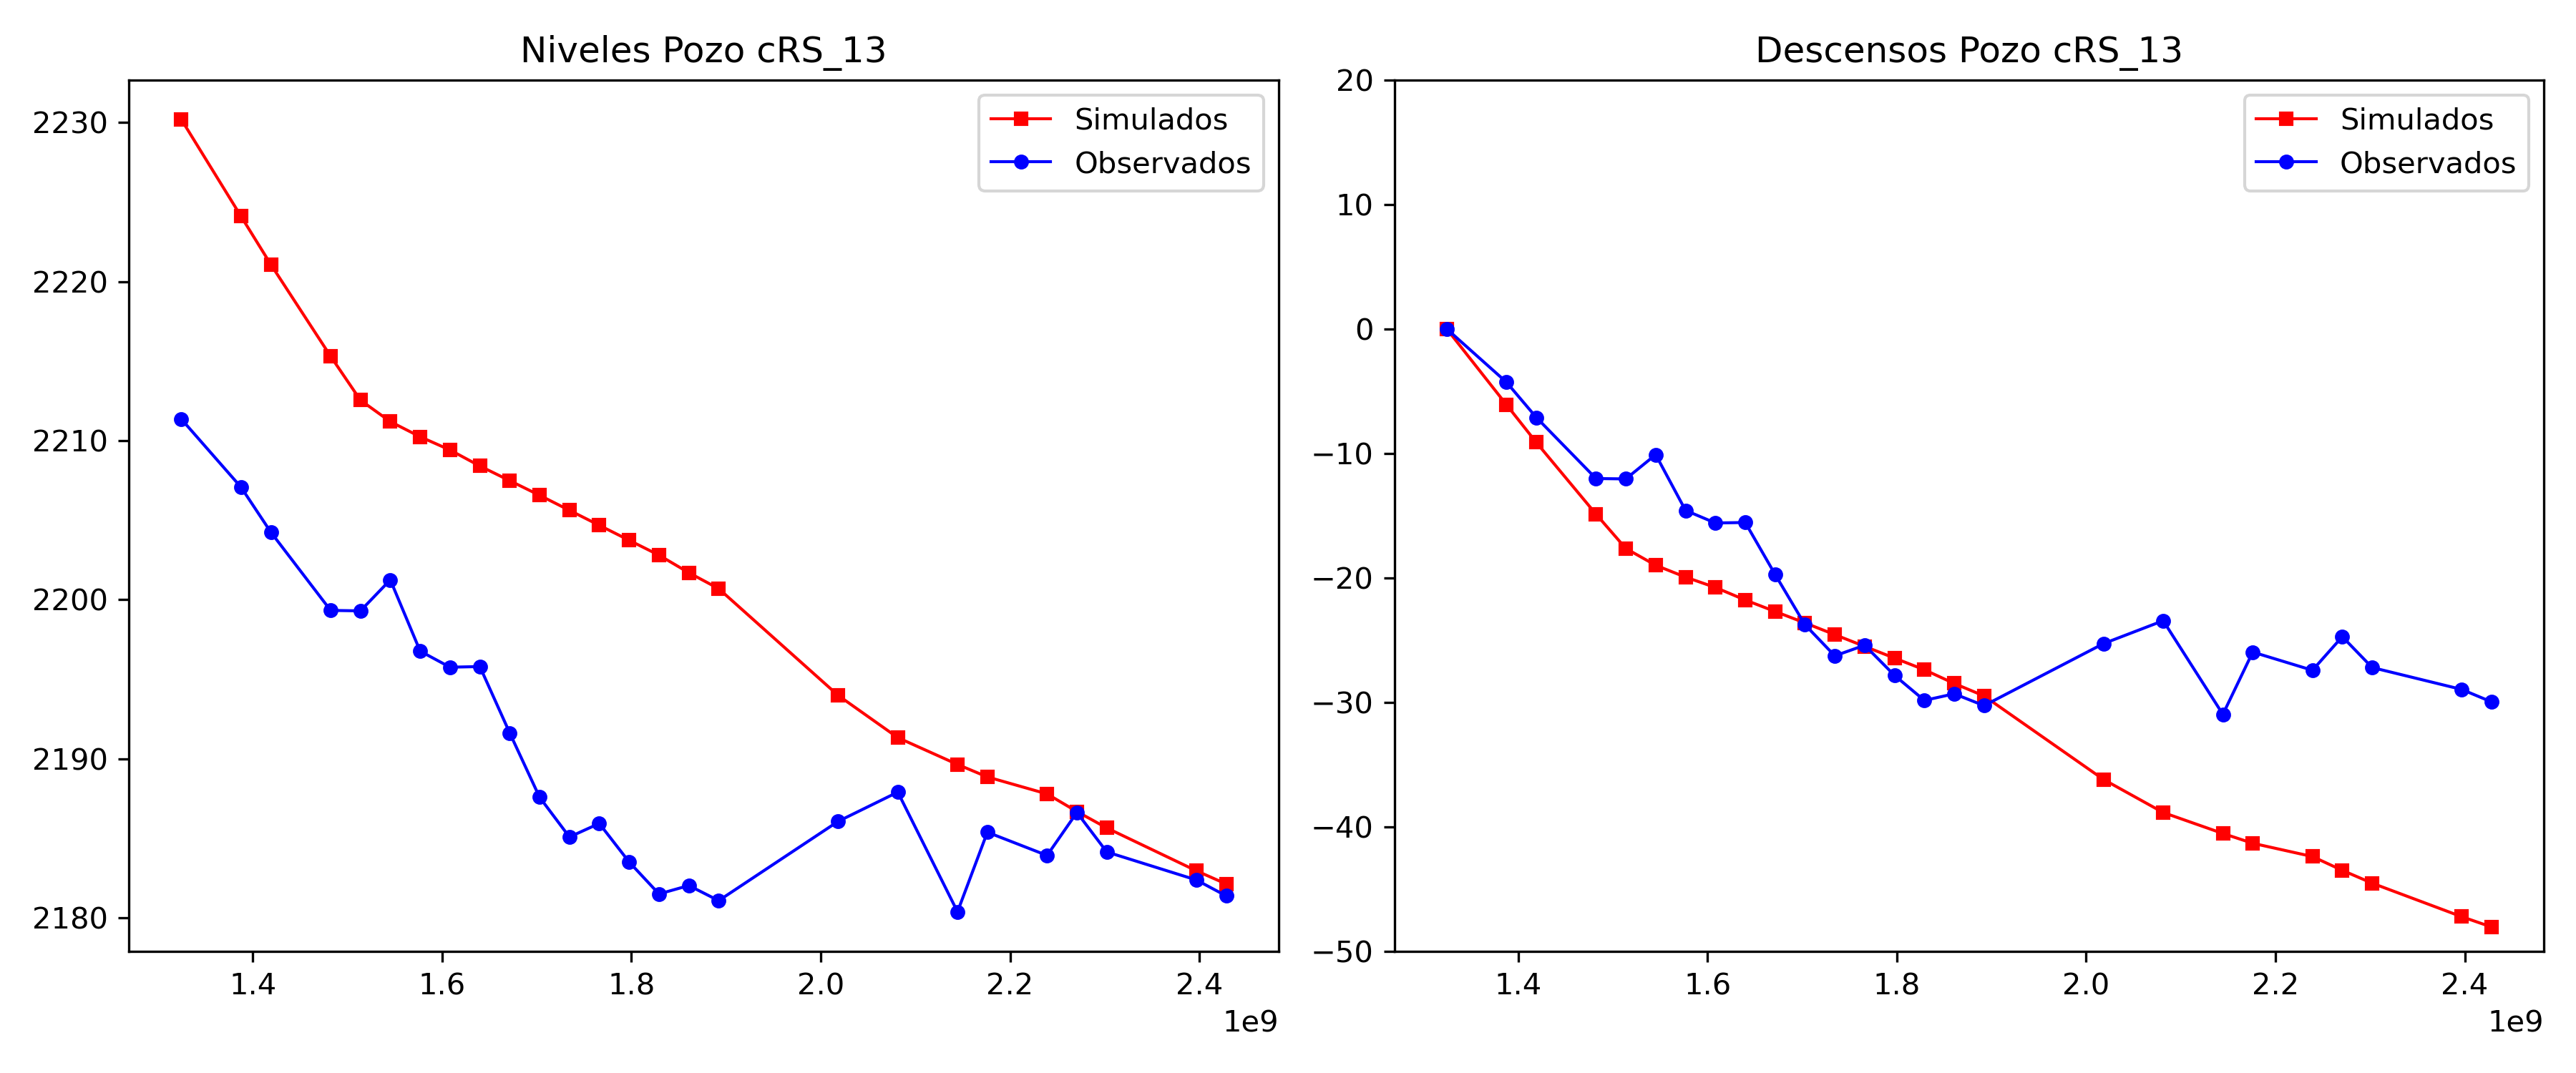 Niveles Pozo cRS_13
2230
2220
2210
2200
2190
2180
Simulados
Observados
1.4 1.6 1.8 2.0 2.2 2.4
1e9
Descensos Pozo cRS_13
20
10
0
−10
−20
−30
−40
−50
Simulados
Observados
1.4 1.6 1.8 2.0 2.2 2.4
1e9